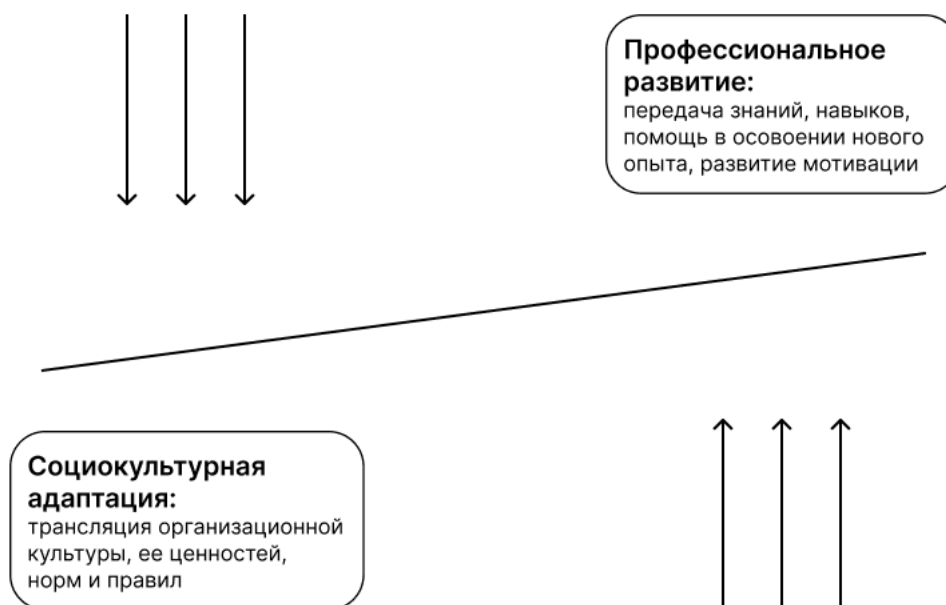 Профессиональное
развитие:
передача знаний, навыков,
помощь в осовоении нового
опыта, развитие мотивации
Социокультурная
адаптация:
трансляция организационной
культуры, ее ценностей,
норм и правил